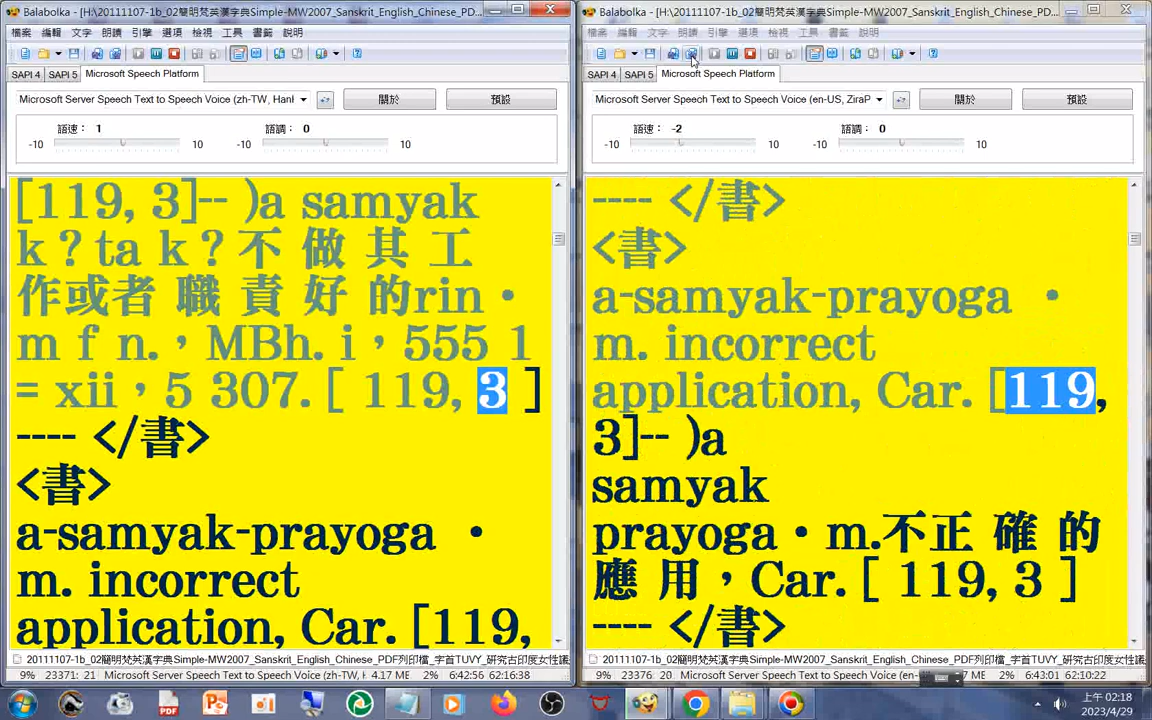 Balabolka - [H:\20111107-1b_02簡明梵英漢字典Simple-MW2007_Sanskrit_English_Chinese_PD...
檔案 編輯 文字 朗讀 引擎 選項 檢視 工具 書籤 說明
SAPI 4 SAPI 5 Microsoft Speech Platform
Microsoft Server Speech Text to Speech Voice (zh-TW, HanH
關於 預設
語速： 1 語調： 0
-10 10 -10 10
[119, 3]-- )a samyak
k ? ta k ? 不 做 其 工
作或者 職 責 好 的rin・
m f n.，MBh. i，555 1
= xii，5 307. [ 119, 3 ]
---- </書>
<書>
a-samyak-prayoga ・
m. incorrect
application, Car. [119,
20111107-1b_02簡明梵英漢字典Simple-MW2007_Sanskrit_English_Chinese_PDF列印檔_字首TUVY_研究古印度女性議
9% 23371: 21 Microsoft Server Speech Text to Speech Voice (zh-TW, H 4.17 ME 2% 6:42:56 62:16:38
Balabolka - [H:\20111107-1b_02簡明梵英漢字典Simple-MW2007_Sanskrit_English_Chinese_PD...
檔案 編輯 文字 朗讀 引擎 選項 檢視 工具 書籤 說明
SAPI 4 SAPI 5 Microsoft Speech Platform
Microsoft Server Speech Text to Speech Voice (en-US, ZiraP
關於 預設
語速： -2 語調： 0
-10 10 -10 10
---- </書>
<書>
a-samyak-prayoga ・
m. incorrect
application, Car. [119,
3]-- )a
samyak
prayoga・m.不正 確 的
應 用，Car. [ 119, 3 ]
---- </書>
20111107-1b_02簡明梵英漢字典Simple-MW2007_Sanskrit_English_Chinese_PDF列印檔_字首TUVY_研究古印度女性議
9% 23376: 20 Microsoft Server Speech Text to Speech Voice (en- 2% 6:43:01 62:10:22
上午 02:18
2023/4/29